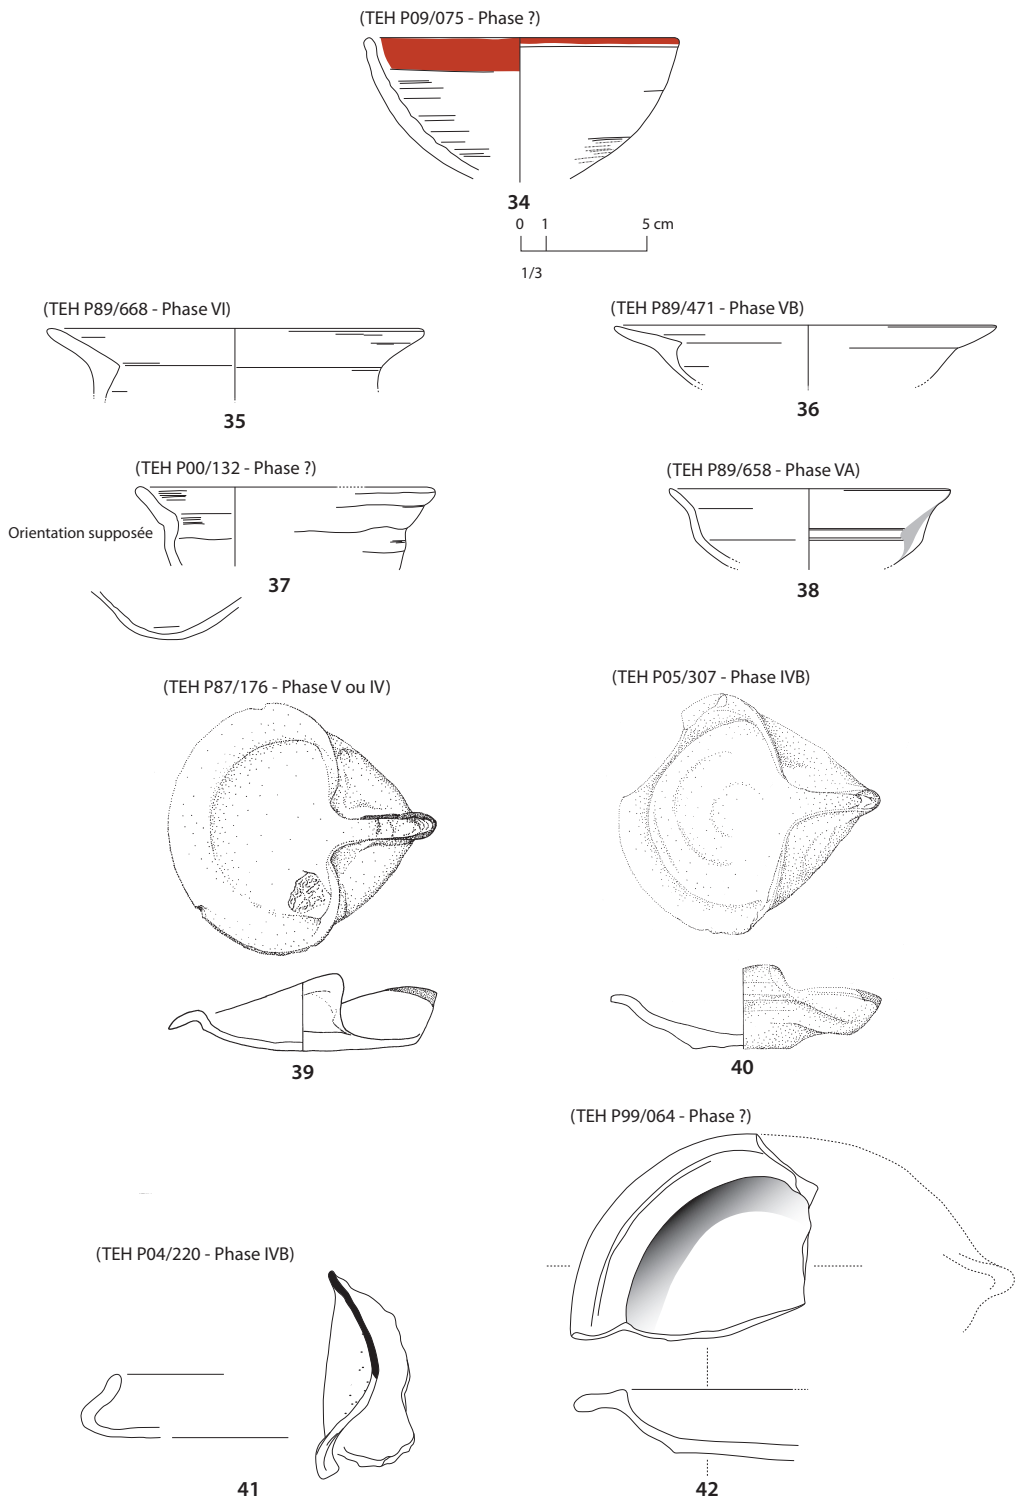 (TEH P09/075 - Phase ?)
34
0 1 5 cm
1/3
(TEH P89/668 - Phase VI)
35
(TEH P89/471 - Phase VB)
36
(TEH P00/132 - Phase ?)
Orientation supposée
37
(TEH P89/658 - Phase VA)
38
(TEH P87/176 - Phase V ou IV)
39
(TEH P05/307 - Phase IVB)
40
(TEH P04/220 - Phase IVB)
41
(TEH P99/064 - Phase ?)
42